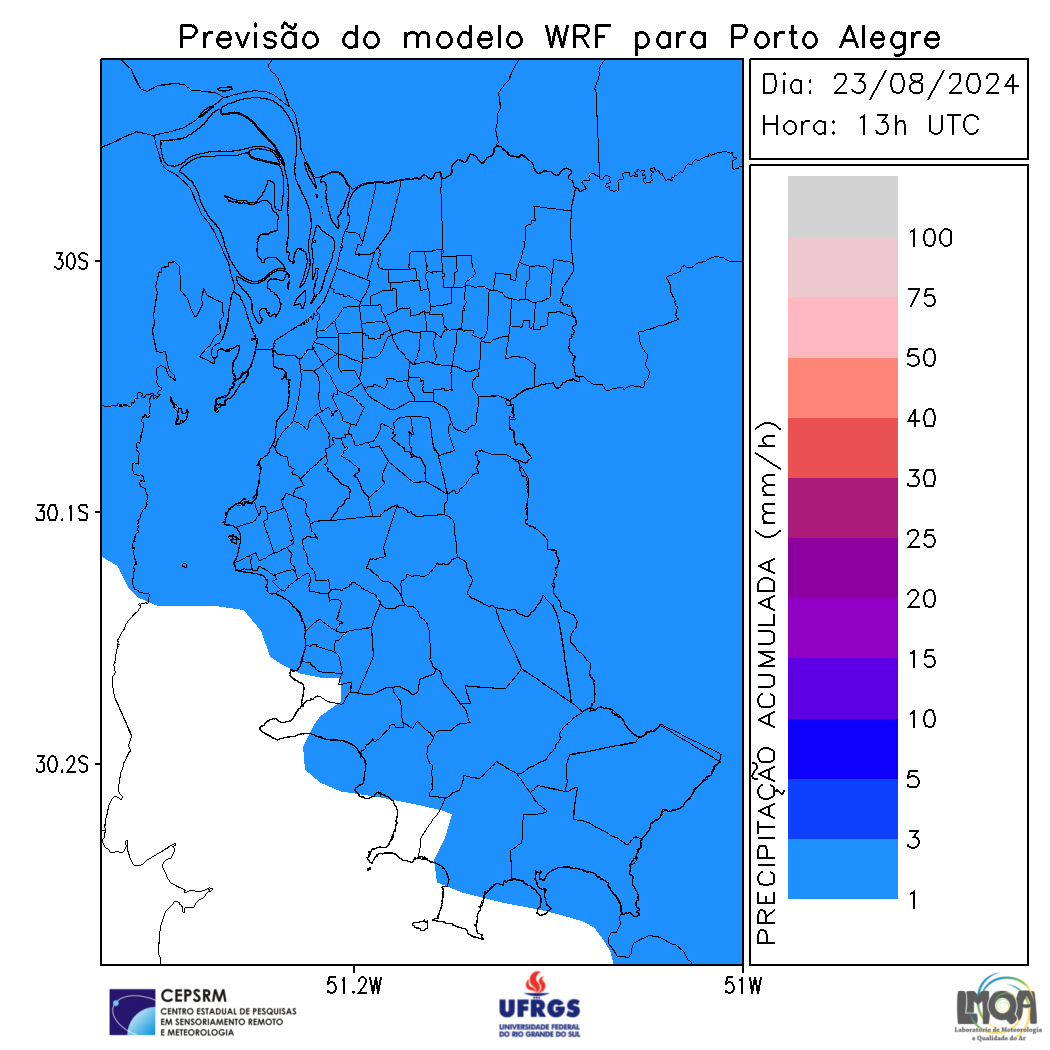 Previsão do modelo WRF para Porto Alegre
Dia: 23/08/2024
Hora: 13h UTC
30S
30.1S
30.2S
51.2W
51W
PRECIPITAÇÃO ACUMULADA (mm/h)
100
75
50
40
30
25
20
15
10
5
3
1
CEPSRM
CENTRO ESTADUAL DE PESQUISAS
EM SENSORIAMENTO REMOTO
E METEOROLOGIA
UFRGS
UNIVERSIDADE FEDERAL
DO RIO GRANDE DO SUL
LMQA
Laboratório de Meteorologia
e Qualidade do Ar